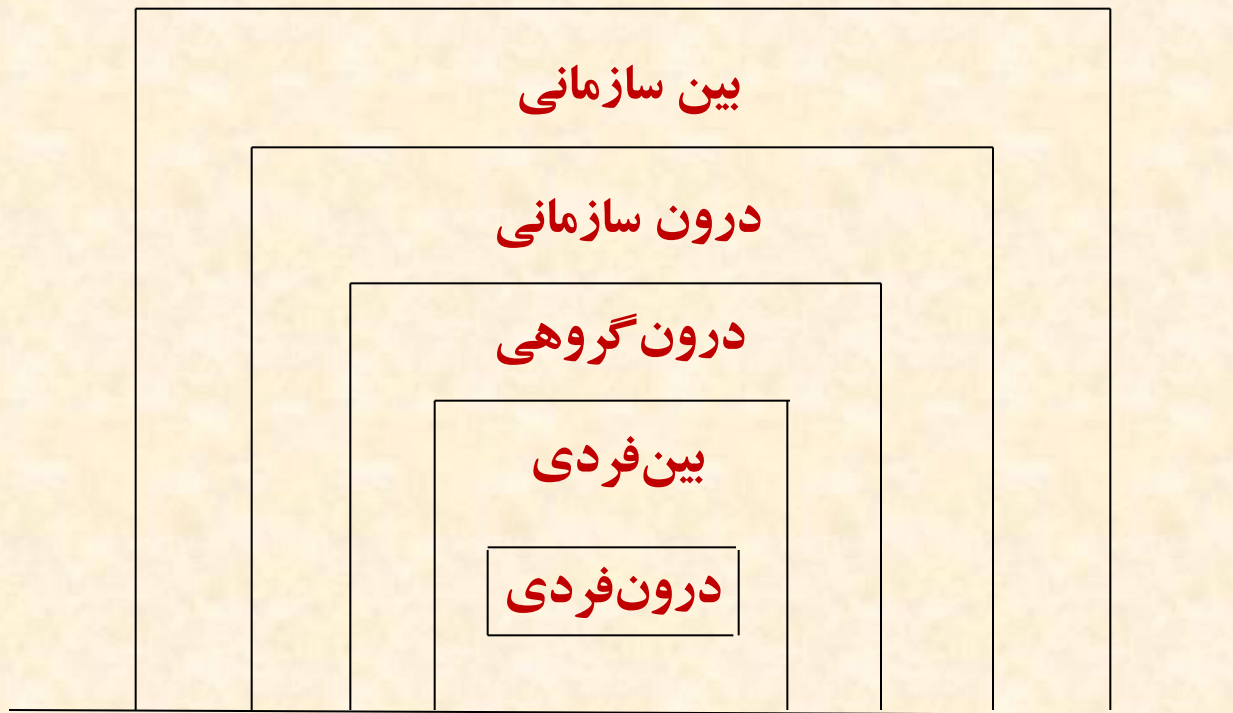 بین سازمانی
درون سازمانی
درون گروهی
بین‌فردی
درون‌فردی